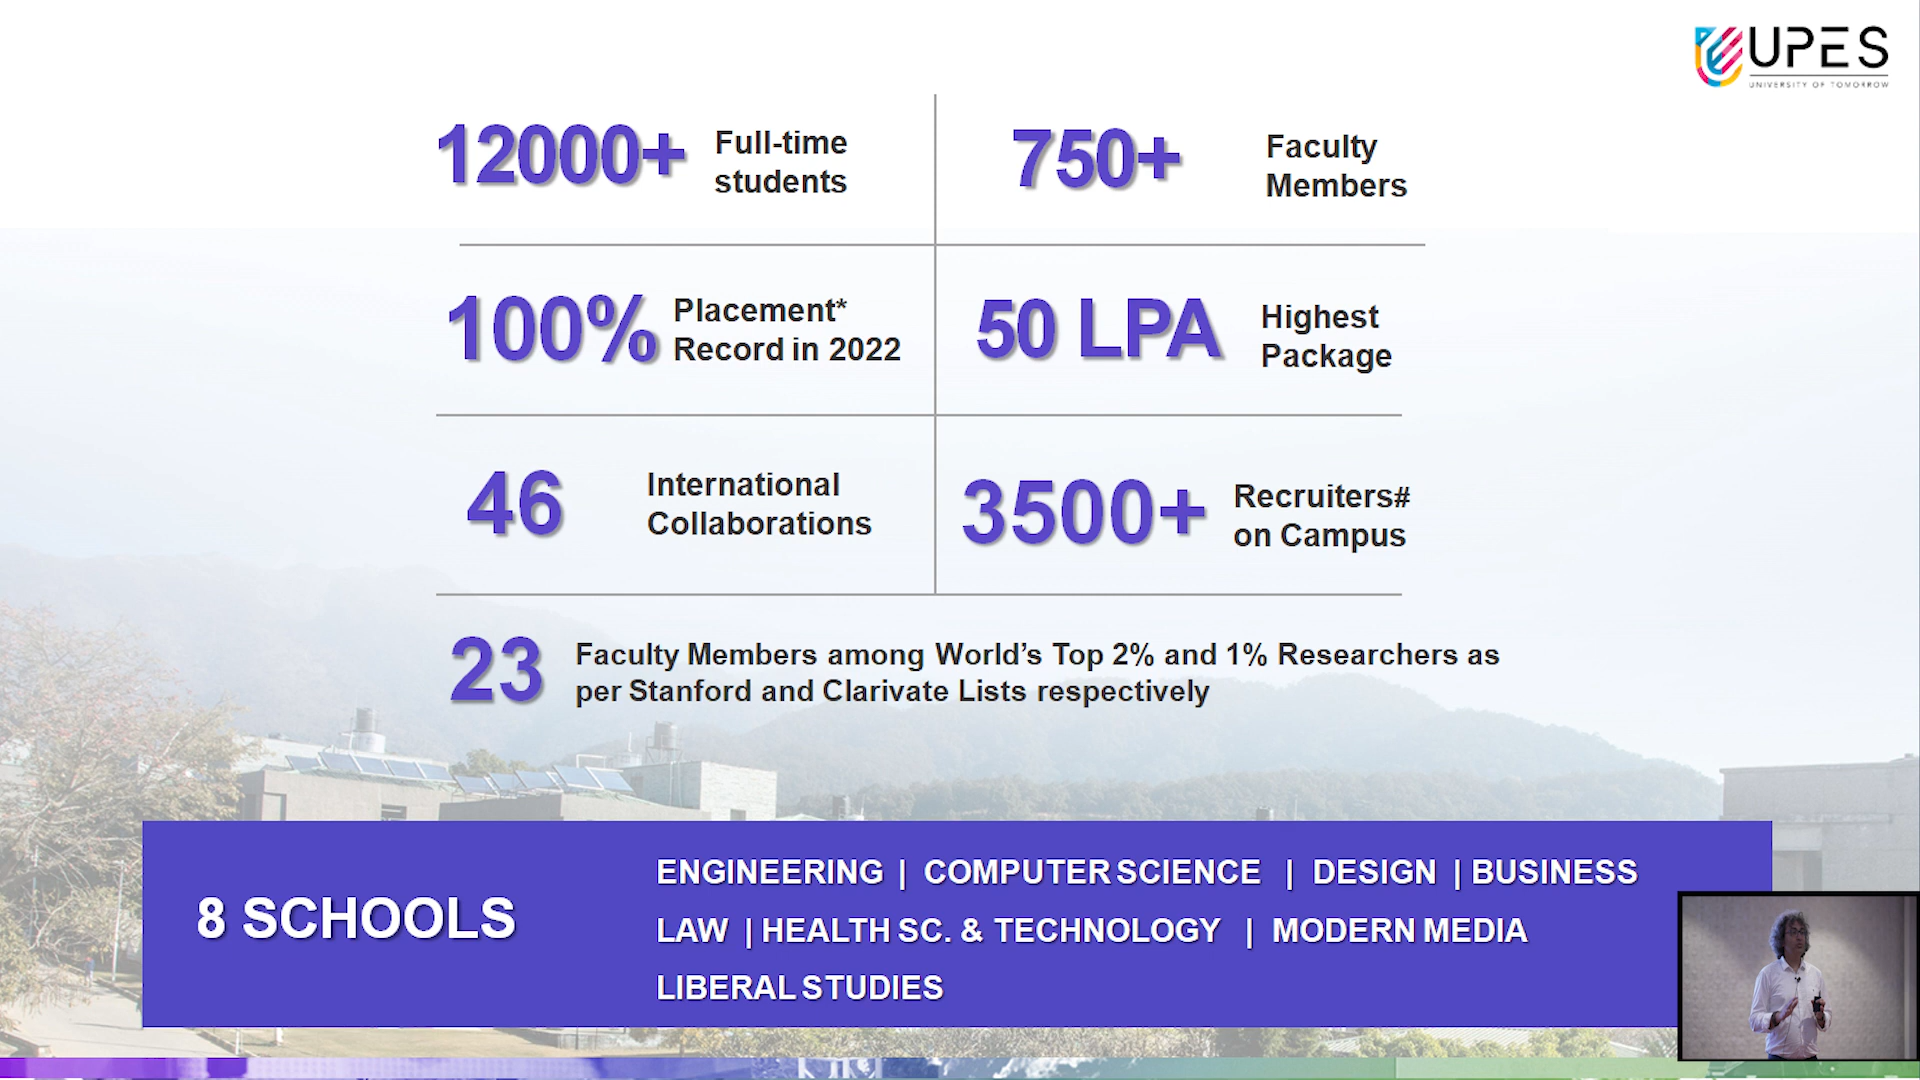 UPES
UNIVERSITY OF TOMORROW
12000+ Full-time
students
750+ Faculty
Members
100% Placement*
Record in 2022
50 LPA Highest
Package
46 International
Collaborations
3500+ Recruiters#
on Campus
23 Faculty Members among World’s Top 2% and 1% Researchers as
per Stanford and Clarivate Lists respectively
8 SCHOOLS
ENGINEERING | COMPUTER SCIENCE | DESIGN | BUSINESS
LAW | HEALTH SC. & TECHNOLOGY | MODERN MEDIA
LIBERAL STUDIES